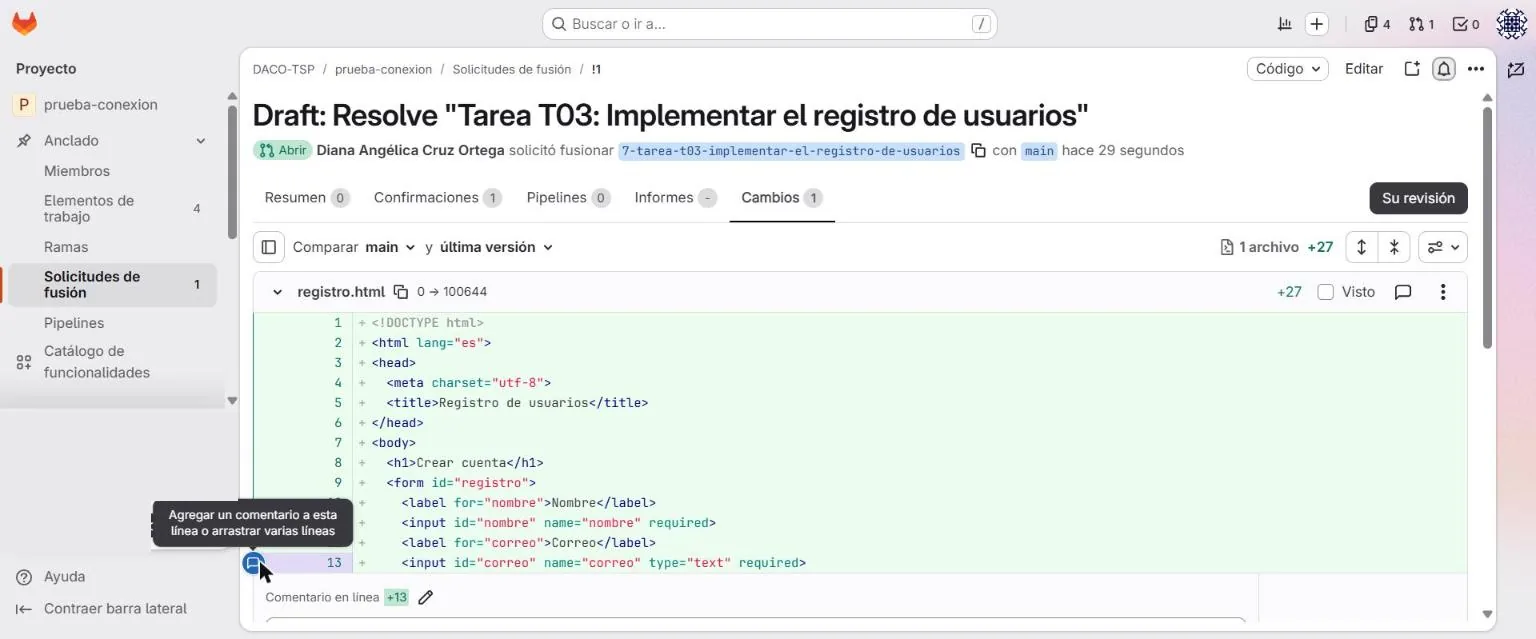 Buscar o ir a...
/
4
1
0
Proyecto
P prueba-conexion
Anclado
Miembros
Elementos de trabajo 4
Ramas
Solicitudes de fusión 1
Pipelines
Catálogo de funcionalidades
Ayuda
Contraer barra lateral
DACO-TSP / prueba-conexion / Solicitudes de fusión / !1
Código
Editar
Draft: Resolve "Tarea T03: Implementar el registro de usuarios"
Abrir Diana Angélica Cruz Ortega solicitó fusionar 7-tarea-t03-implementar-el-registro-de-usuarios con main hace 29 segundos
Resumen 0 Confirmaciones 1 Pipelines 0 Informes - Cambios 1
Su revisión
Comparar main y última versión
1 archivo +27
registro.html 0 → 100644
+27 Visto
1 + <!DOCTYPE html>
2 + <html lang="es">
3 + <head>
4 + <meta charset="utf-8">
5 + <title>Registro de usuarios</title>
6 + </head>
7 + <body>
8 + <h1>Crear cuenta</h1>
9 + <form id="registro">
+ <label for="nombre">Nombre</label>
+ <input id="nombre" name="nombre" required>
+ <label for="correo">Correo</label>
13 + <input id="correo" name="correo" type="text" required>
Agregar un comentario a esta
línea o arrastrar varias líneas
Comentario en línea +13